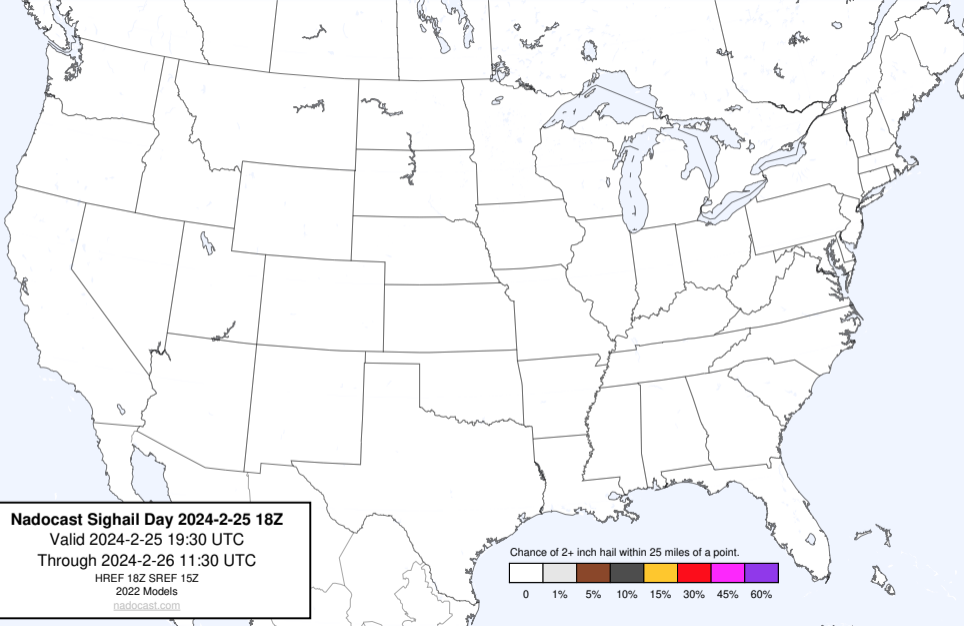 Nadocast Sighail Day 2024-2-25 18Z
Valid 2024-2-25 19:30 UTC
Through 2024-2-26 11:30 UTC
HREF 18Z SREF 15Z
2022 Models
nadocast.com
Chance of 2+ inch hail within 25 miles of a point.
0 1% 5% 10% 15% 30% 45% 60%